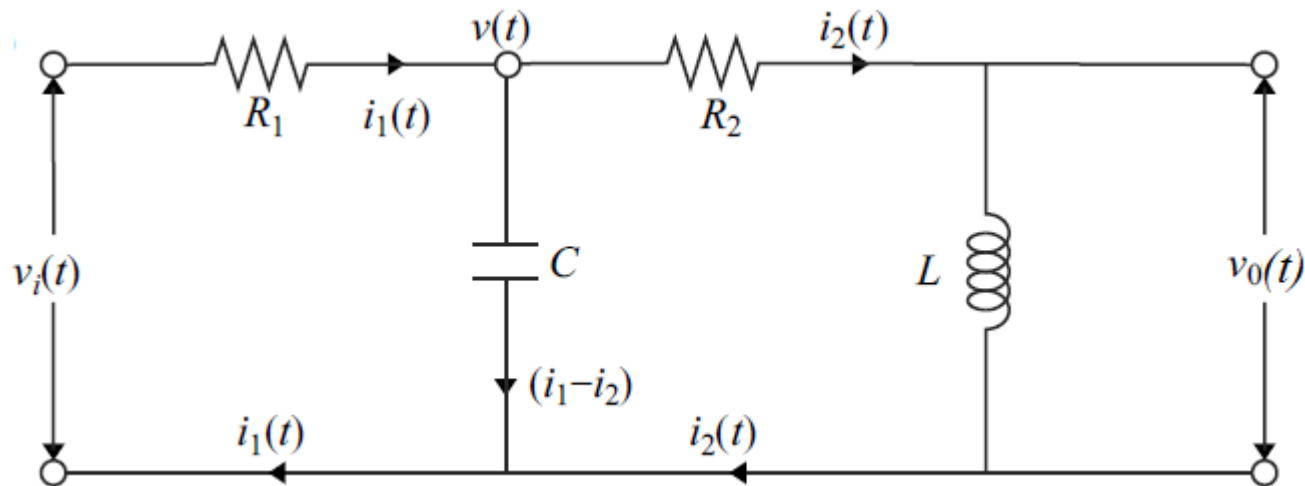 v(t)
i₂(t)
R₁
i₁(t)
R₂
vᵢ(t)
C
L
v₀(t)
(i₁−i₂)
i₁(t)
i₂(t)